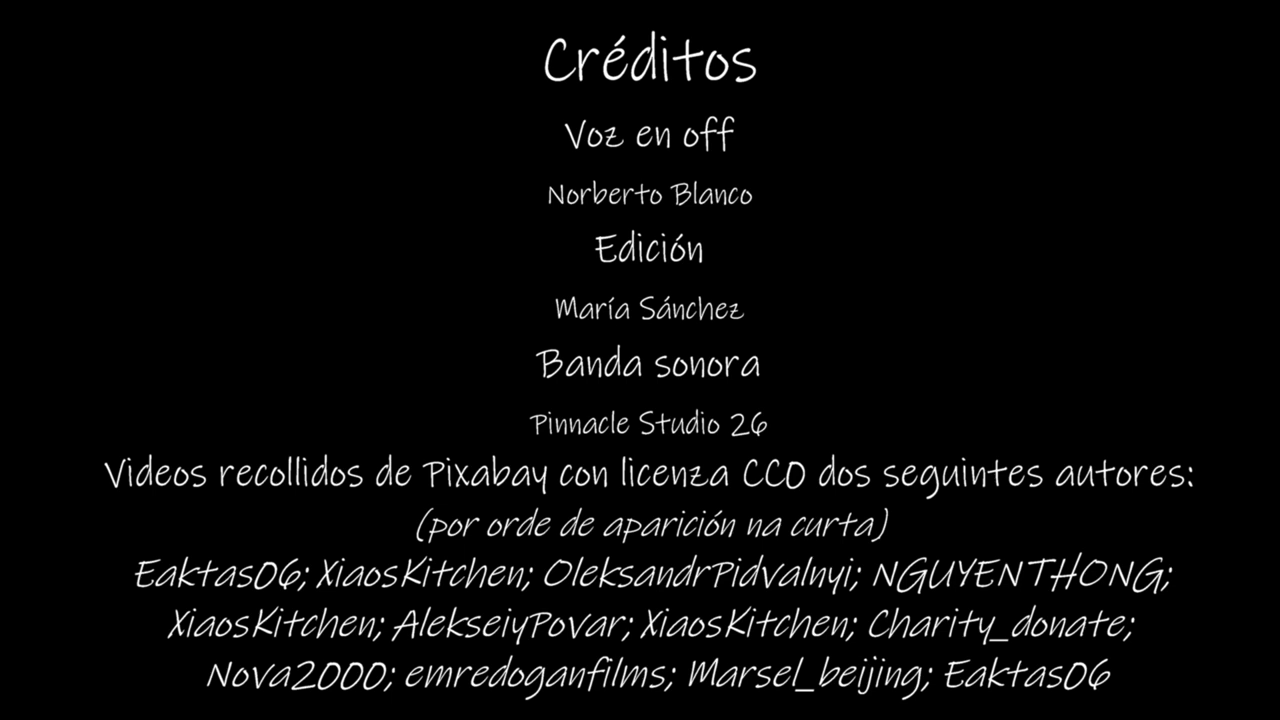 Créditos
Voz en off
Norberto Blanco
Edición
María Sánchez
Banda sonora
Pinnacle Studio 26
Videos recollidos de Pixabay con licenza CC0 dos seguintes autores:
(por orde de aparición na curta)
Eaktas06; XiaosKitchen; OleksandrPidvalnyi; NGUYENTHONG;
XiaosKitchen; AlekseiyPovar; XiaosKitchen; Charity_donate;
Nova2000; emredoganfilms; Marsel_beijing; Eaktas06